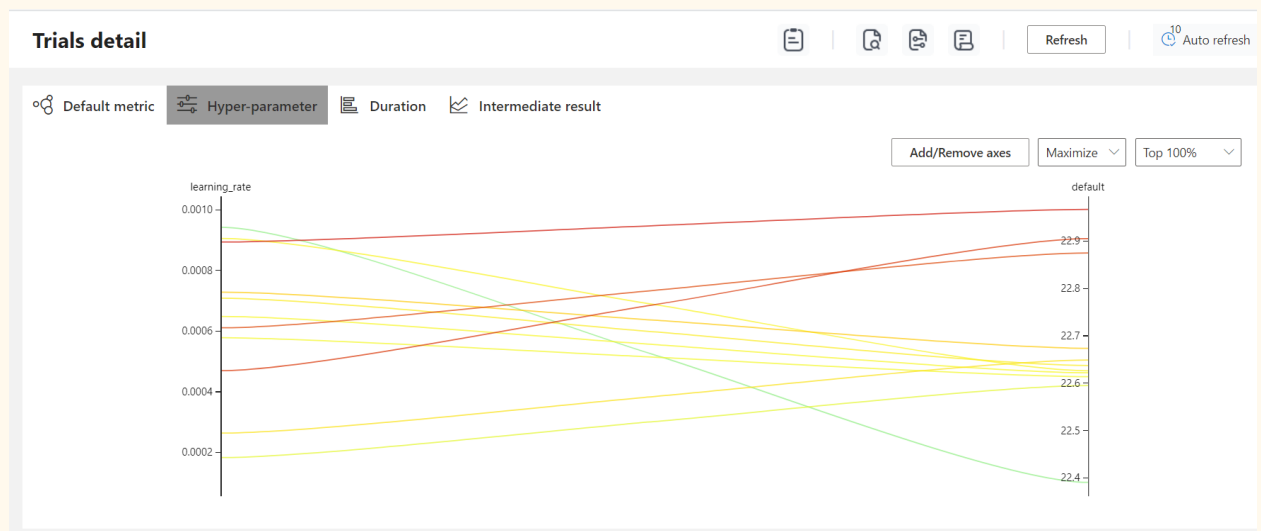 Trials detail
Refresh
10
Auto refresh
Default metric
Hyper-parameter
Duration
Intermediate result
Add/Remove axes
Maximize
Top 100%
learning_rate
default
0.0010
0.0008
0.0006
0.0004
0.0002
22.9
22.8
22.7
22.6
22.5
22.4